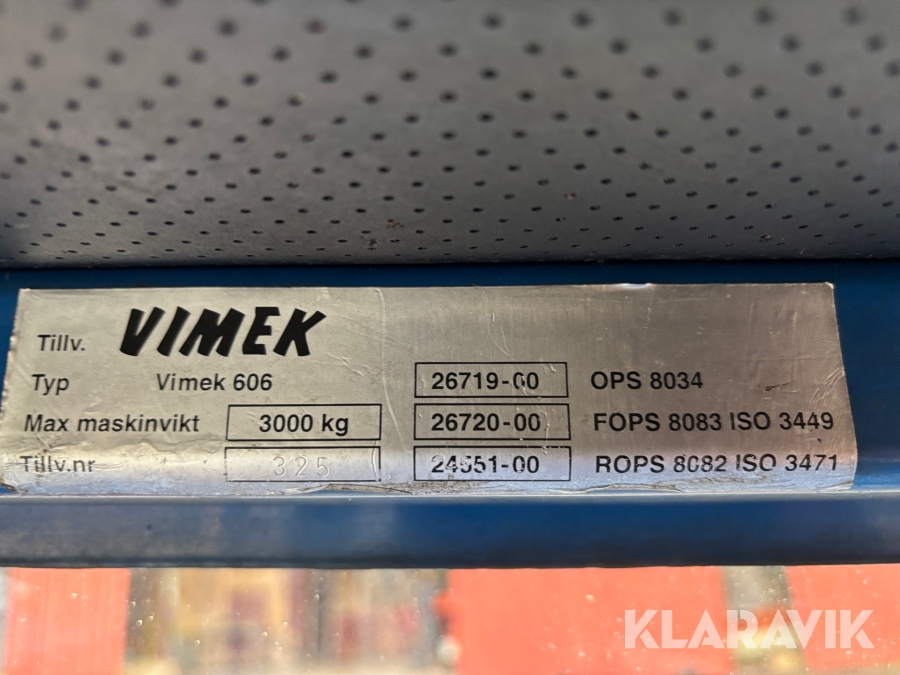 Tillv. VIMEK
Typ Vimek 606 26719-00 OPS 8034
Max maskinvikt 3000 kg 26720-00 FOPS 8083 ISO 3449
Tillv.nr 325 24551-00 ROPS 8082 ISO 3471
KLARAVIK